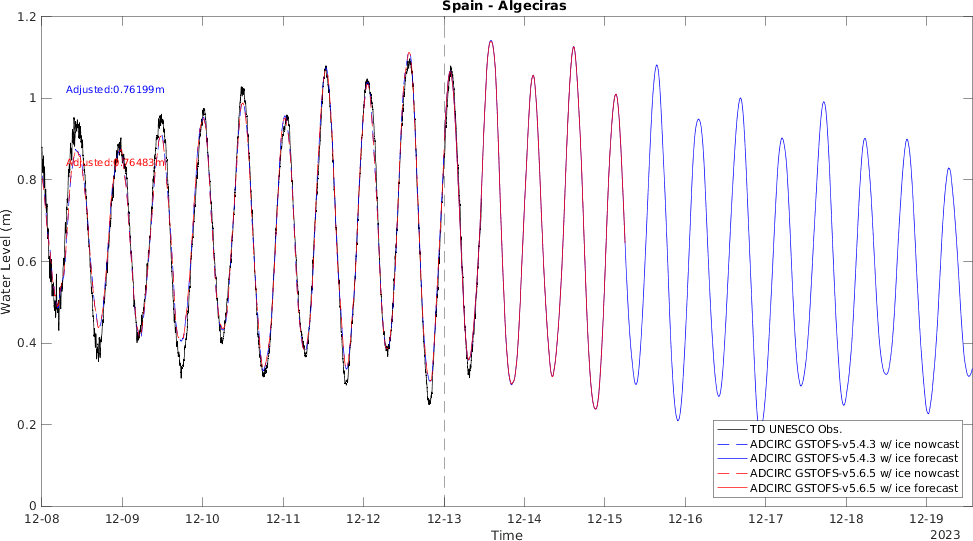 Spain - Algeciras
1.2
1
0.8
0.6
0.4
0.2
0
Water Level (m)
Adjusted:0.76199m
Adjusted:0.76483m
TD UNESCO Obs.
ADCIRC GSTOFS-v5.4.3 w/ ice nowcast
ADCIRC GSTOFS-v5.4.3 w/ ice forecast
ADCIRC GSTOFS-v5.6.5 w/ ice nowcast
ADCIRC GSTOFS-v5.6.5 w/ ice forecast
12-08 12-09 12-10 12-11 12-12 12-13 12-14 12-15 12-16 12-17 12-18 12-19
Time
2023